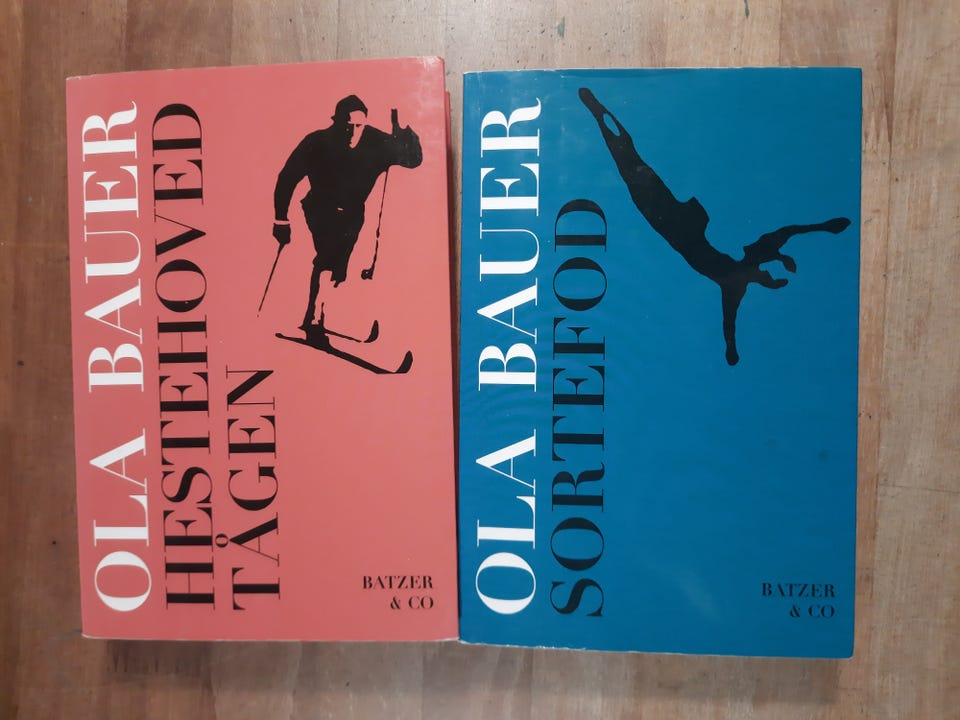 OLA BAUER
HESTEHOVED
TÅGEN
BATZER
& CO
OLA BAUER
SORTEFOD
BATZER
& CO